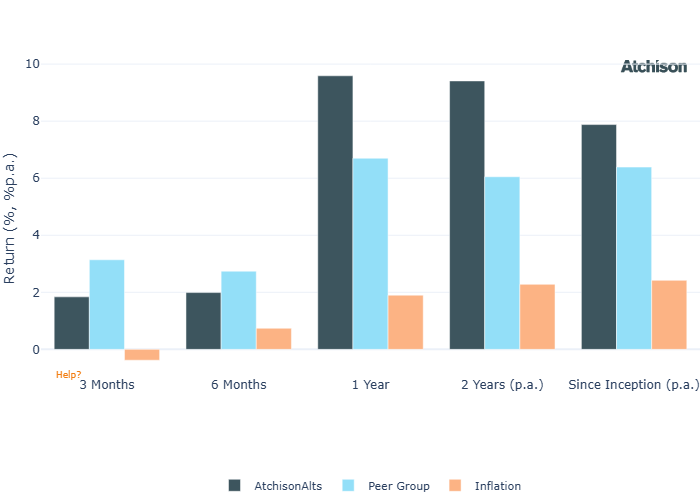 Atchison
Return (%, %p.a.)
10
8
6
4
2
0
Help?
3 Months
6 Months
1 Year
2 Years (p.a.)
Since Inception (p.a.)
AtchisonAlts
Peer Group
Inflation